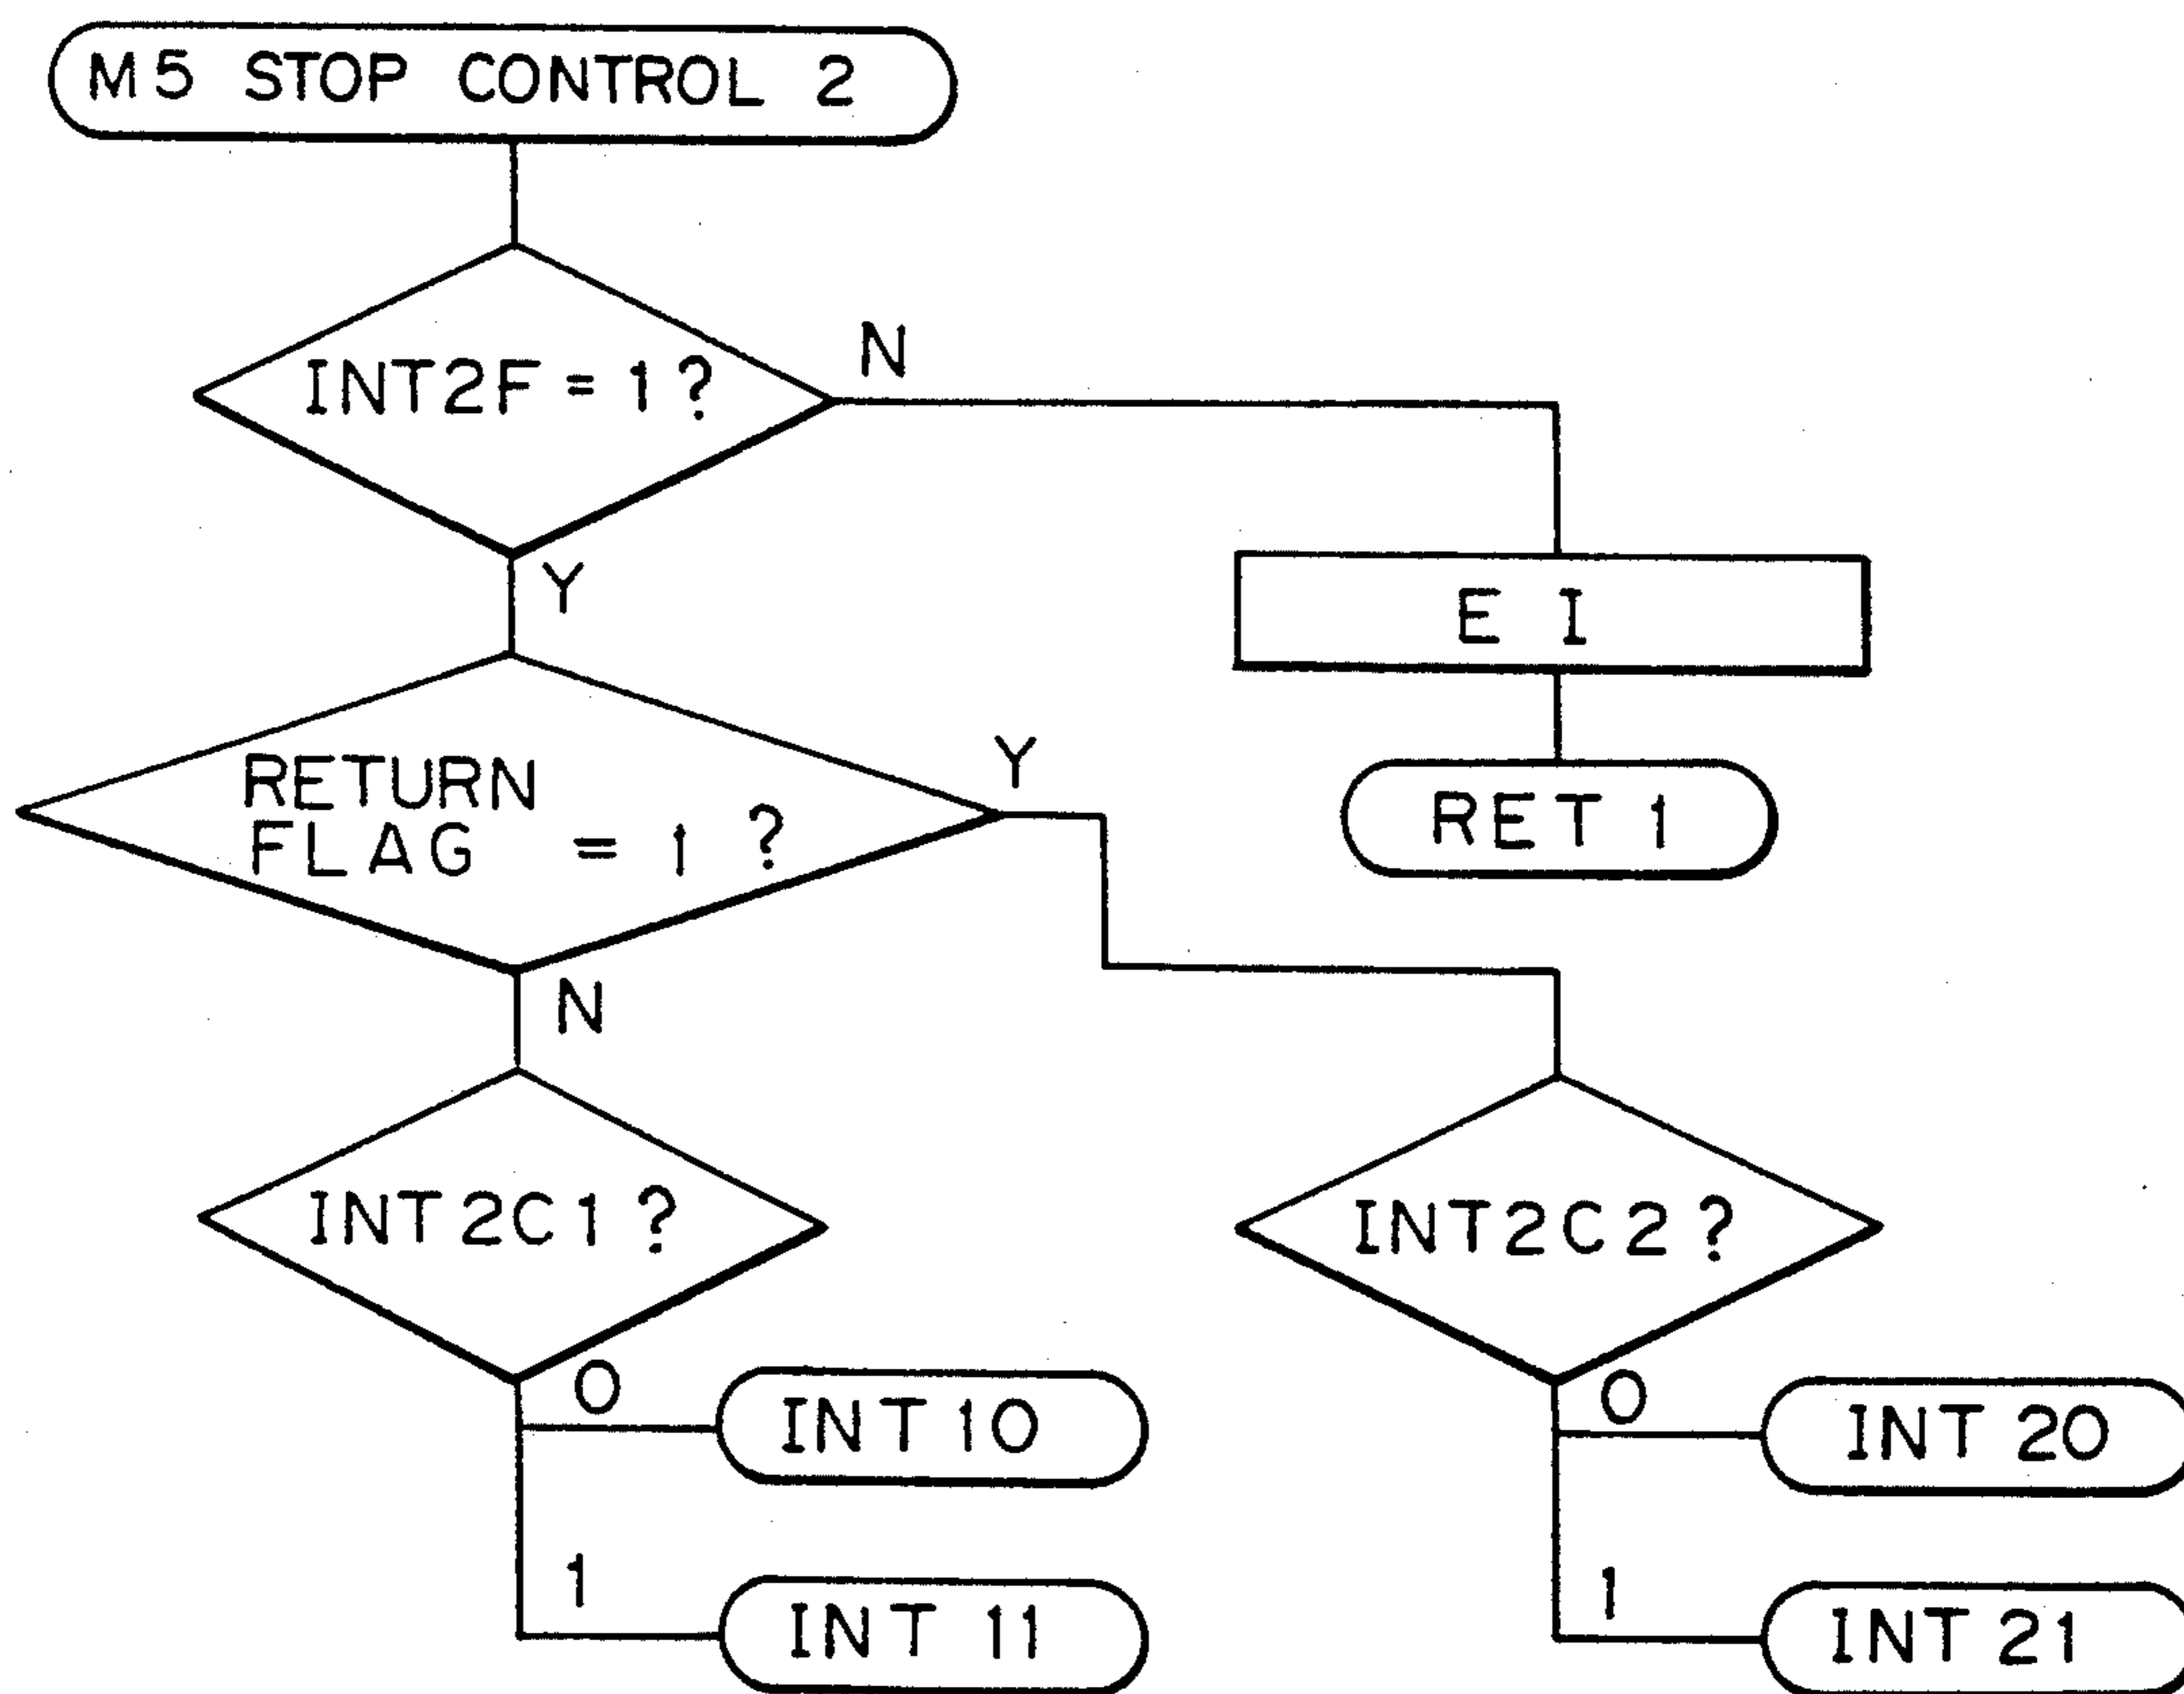 M5 STOP CONTROL 2
INT2F = 1 ?
N
Y
E I
RETURN
FLAG = 1 ?
Y
RET 1
N
INT2C1 ?
INT2C2 ?
0
INT 10
0
INT 20
1
INT 11
1
INT 21